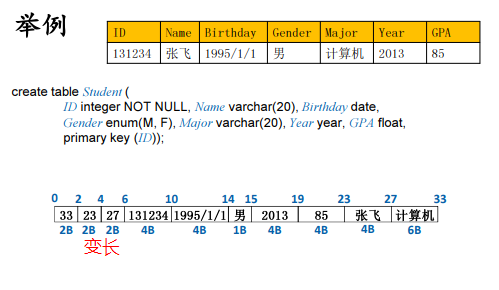 举例
ID Name Birthday Gender Major Year GPA
131234 张飞 1995/1/1 男 计算机 2013 85
create table Student (
ID integer NOT NULL, Name varchar(20), Birthday date,
Gender enum(M, F), Major varchar(20), Year year, GPA float,
primary key (ID));
0 2 4 6 10 14 15 19 23 27 33
33 23 27 131234 1995/1/1 男 2013 85 张飞 计算机
2B 2B 2B 4B 4B 1B 4B 4B 4B 6B
变长